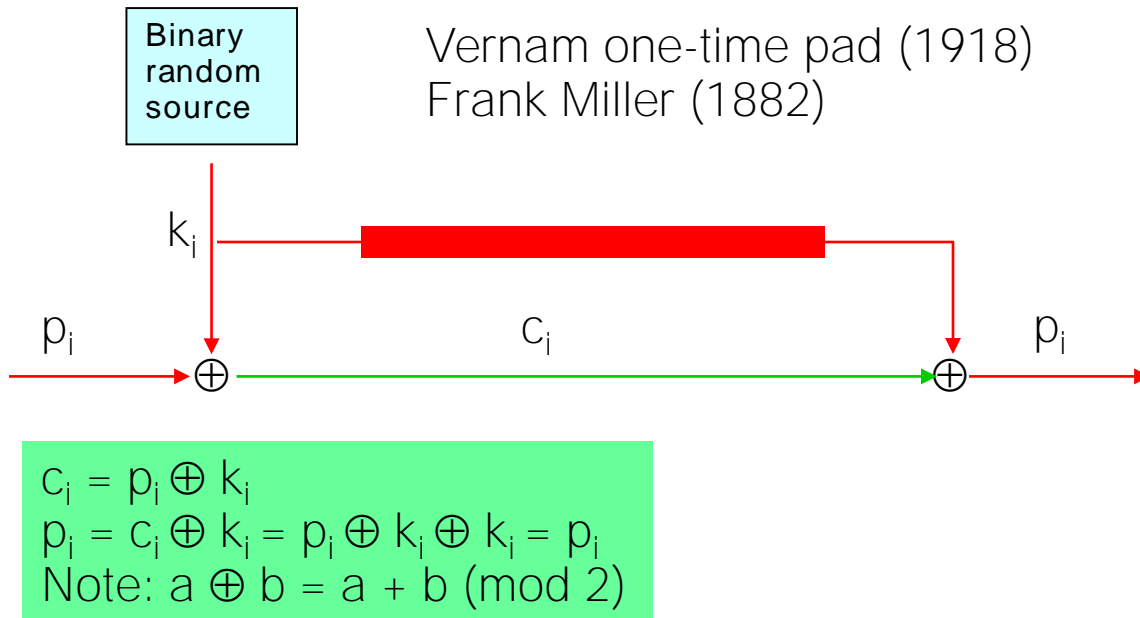 Binary
random
source
Vernam one-time pad (1918)
Frank Miller (1882)
kᵢ
pᵢ
cᵢ
pᵢ
⊕
⊕
cᵢ = pᵢ ⊕ kᵢ
pᵢ = cᵢ ⊕ kᵢ = pᵢ ⊕ kᵢ ⊕ kᵢ = pᵢ
Note: a ⊕ b = a + b (mod 2)